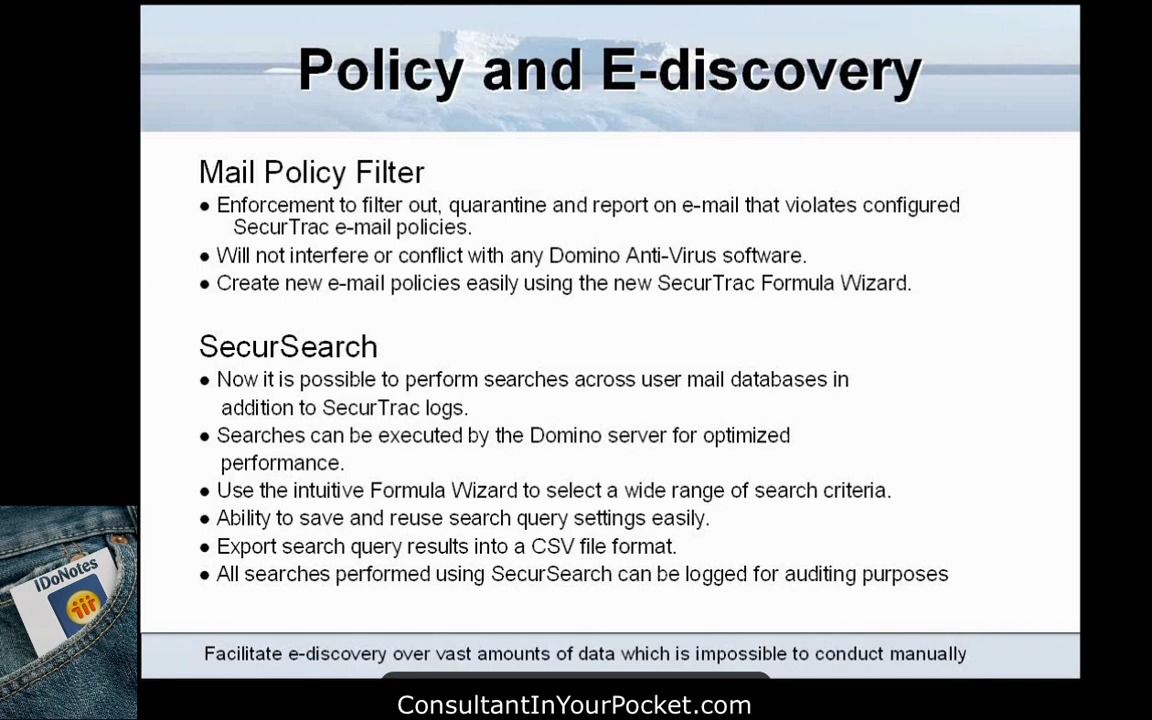 Policy and E-discovery
Mail Policy Filter
● Enforcement to filter out, quarantine and report on e-mail that violates configured
SecurTrac e-mail policies.
● Will not interfere or conflict with any Domino Anti-Virus software.
● Create new e-mail policies easily using the new SecurTrac Formula Wizard.
SecurSearch
● Now it is possible to perform searches across user mail databases in
addition to SecurTrac logs.
● Searches can be executed by the Domino server for optimized
performance.
● Use the intuitive Formula Wizard to select a wide range of search criteria.
● Ability to save and reuse search query settings easily.
● Export search query results into a CSV file format.
● All searches performed using SecurSearch can be logged for auditing purposes
IDoNotes
Facilitate e-discovery over vast amounts of data which is impossible to conduct manually
ConsultantInYourPocket.com